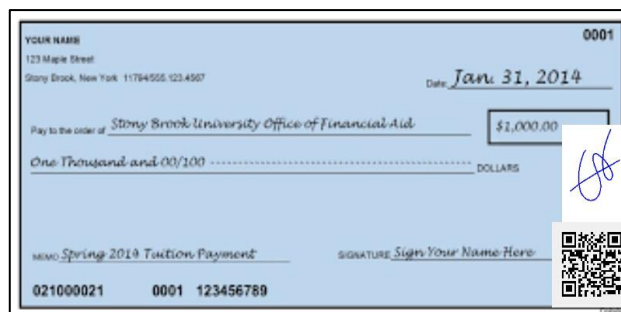 YOUR NAME 0001
123 Maple Street
Stony Brook, New York 11794/555.123.4567
Date: Jan. 31, 2014
Pay to the order of Stony Brook University Office of Financial Aid $1,000.00
One Thousand and 00/100 DOLLARS
MEMO Spring 2014 Tuition Payment SIGNATURE Sign Your Name Here
021000021 0001 123456789